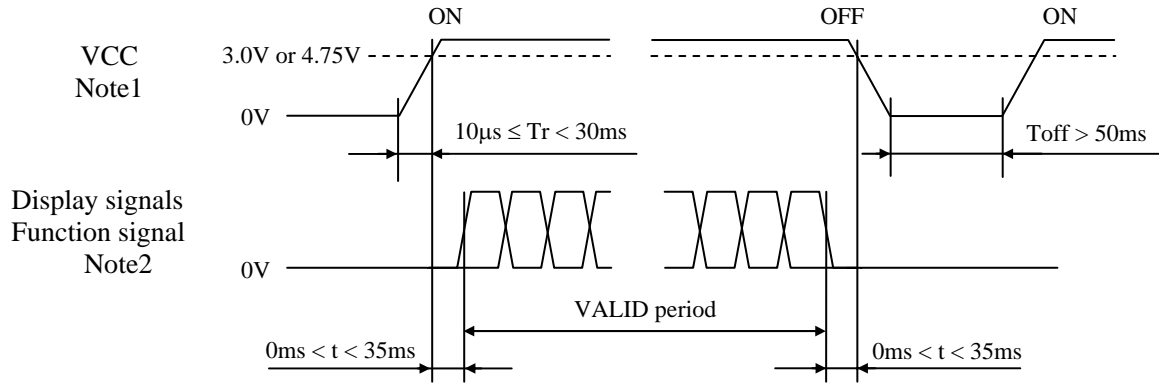 ON OFF ON
VCC
Note1
3.0V or 4.75V
0V
10μs ≤ Tr < 30ms
Toff > 50ms
Display signals
Function signal
Note2
0V
VALID period
0ms < t < 35ms
0ms < t < 35ms